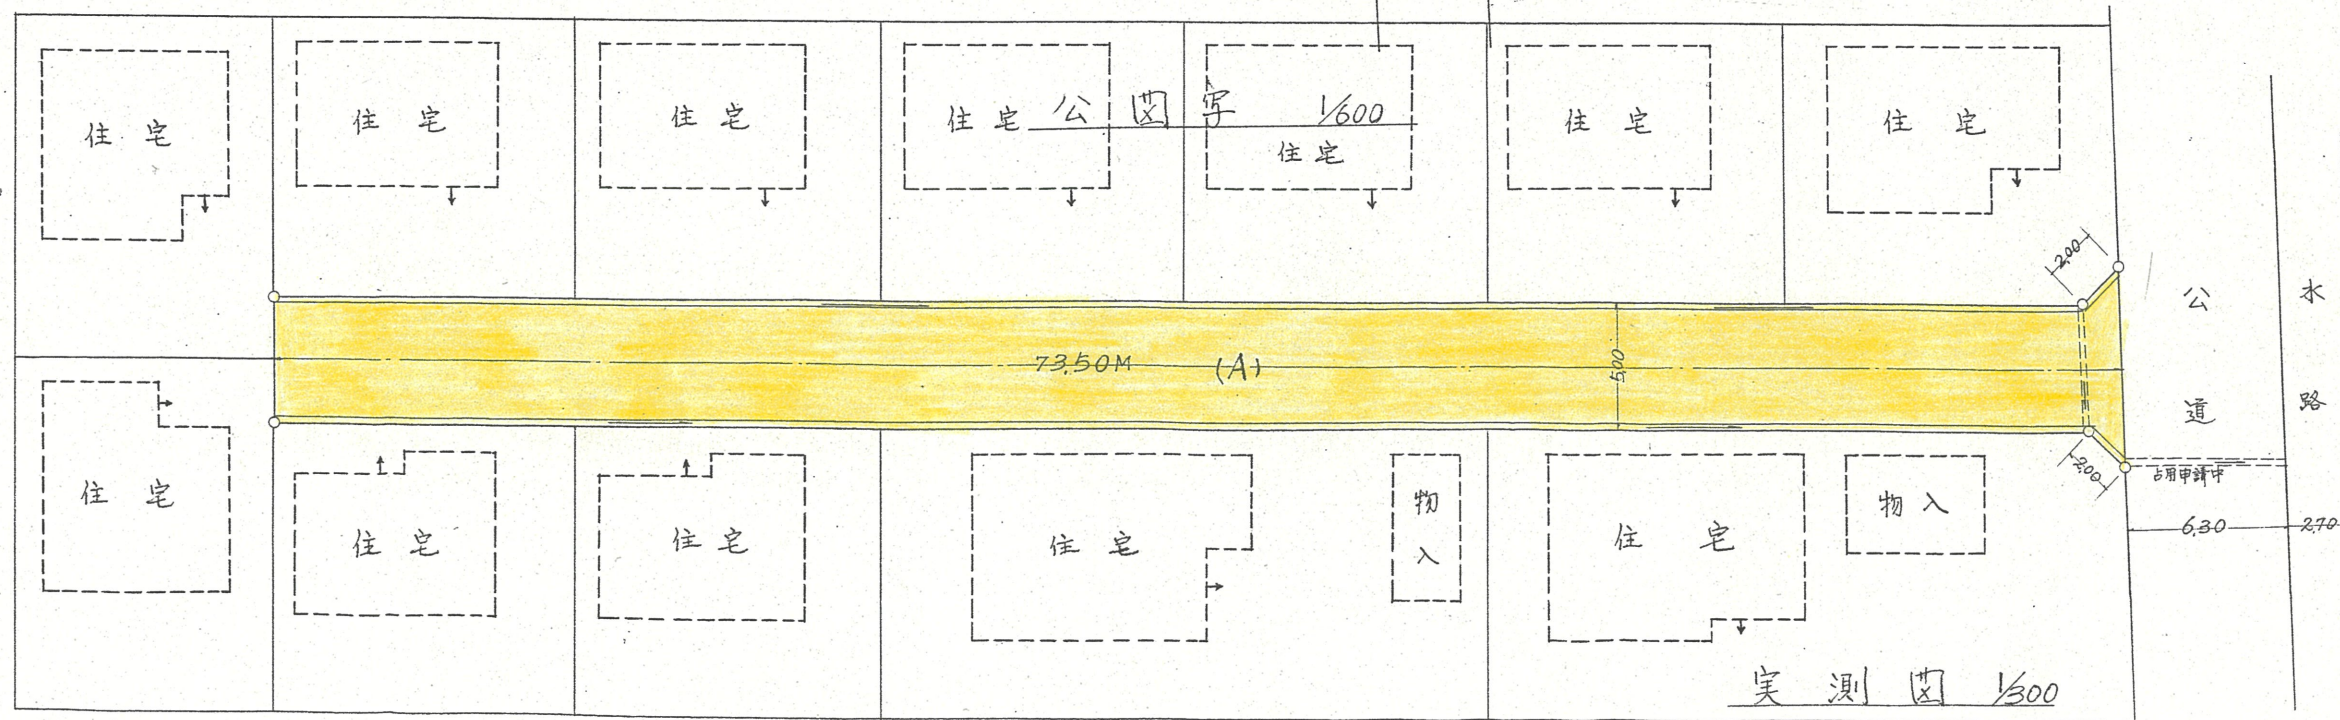 住宅
住宅
住宅
住宅
公図写 1/600
住宅
住宅
住宅
2.00
公道
水路
73.50M
(A)
5.00
2.00
占用申請中
6.30
2.70
住宅
住宅
住宅
住宅
物入
住宅
物入
実測図 1/300